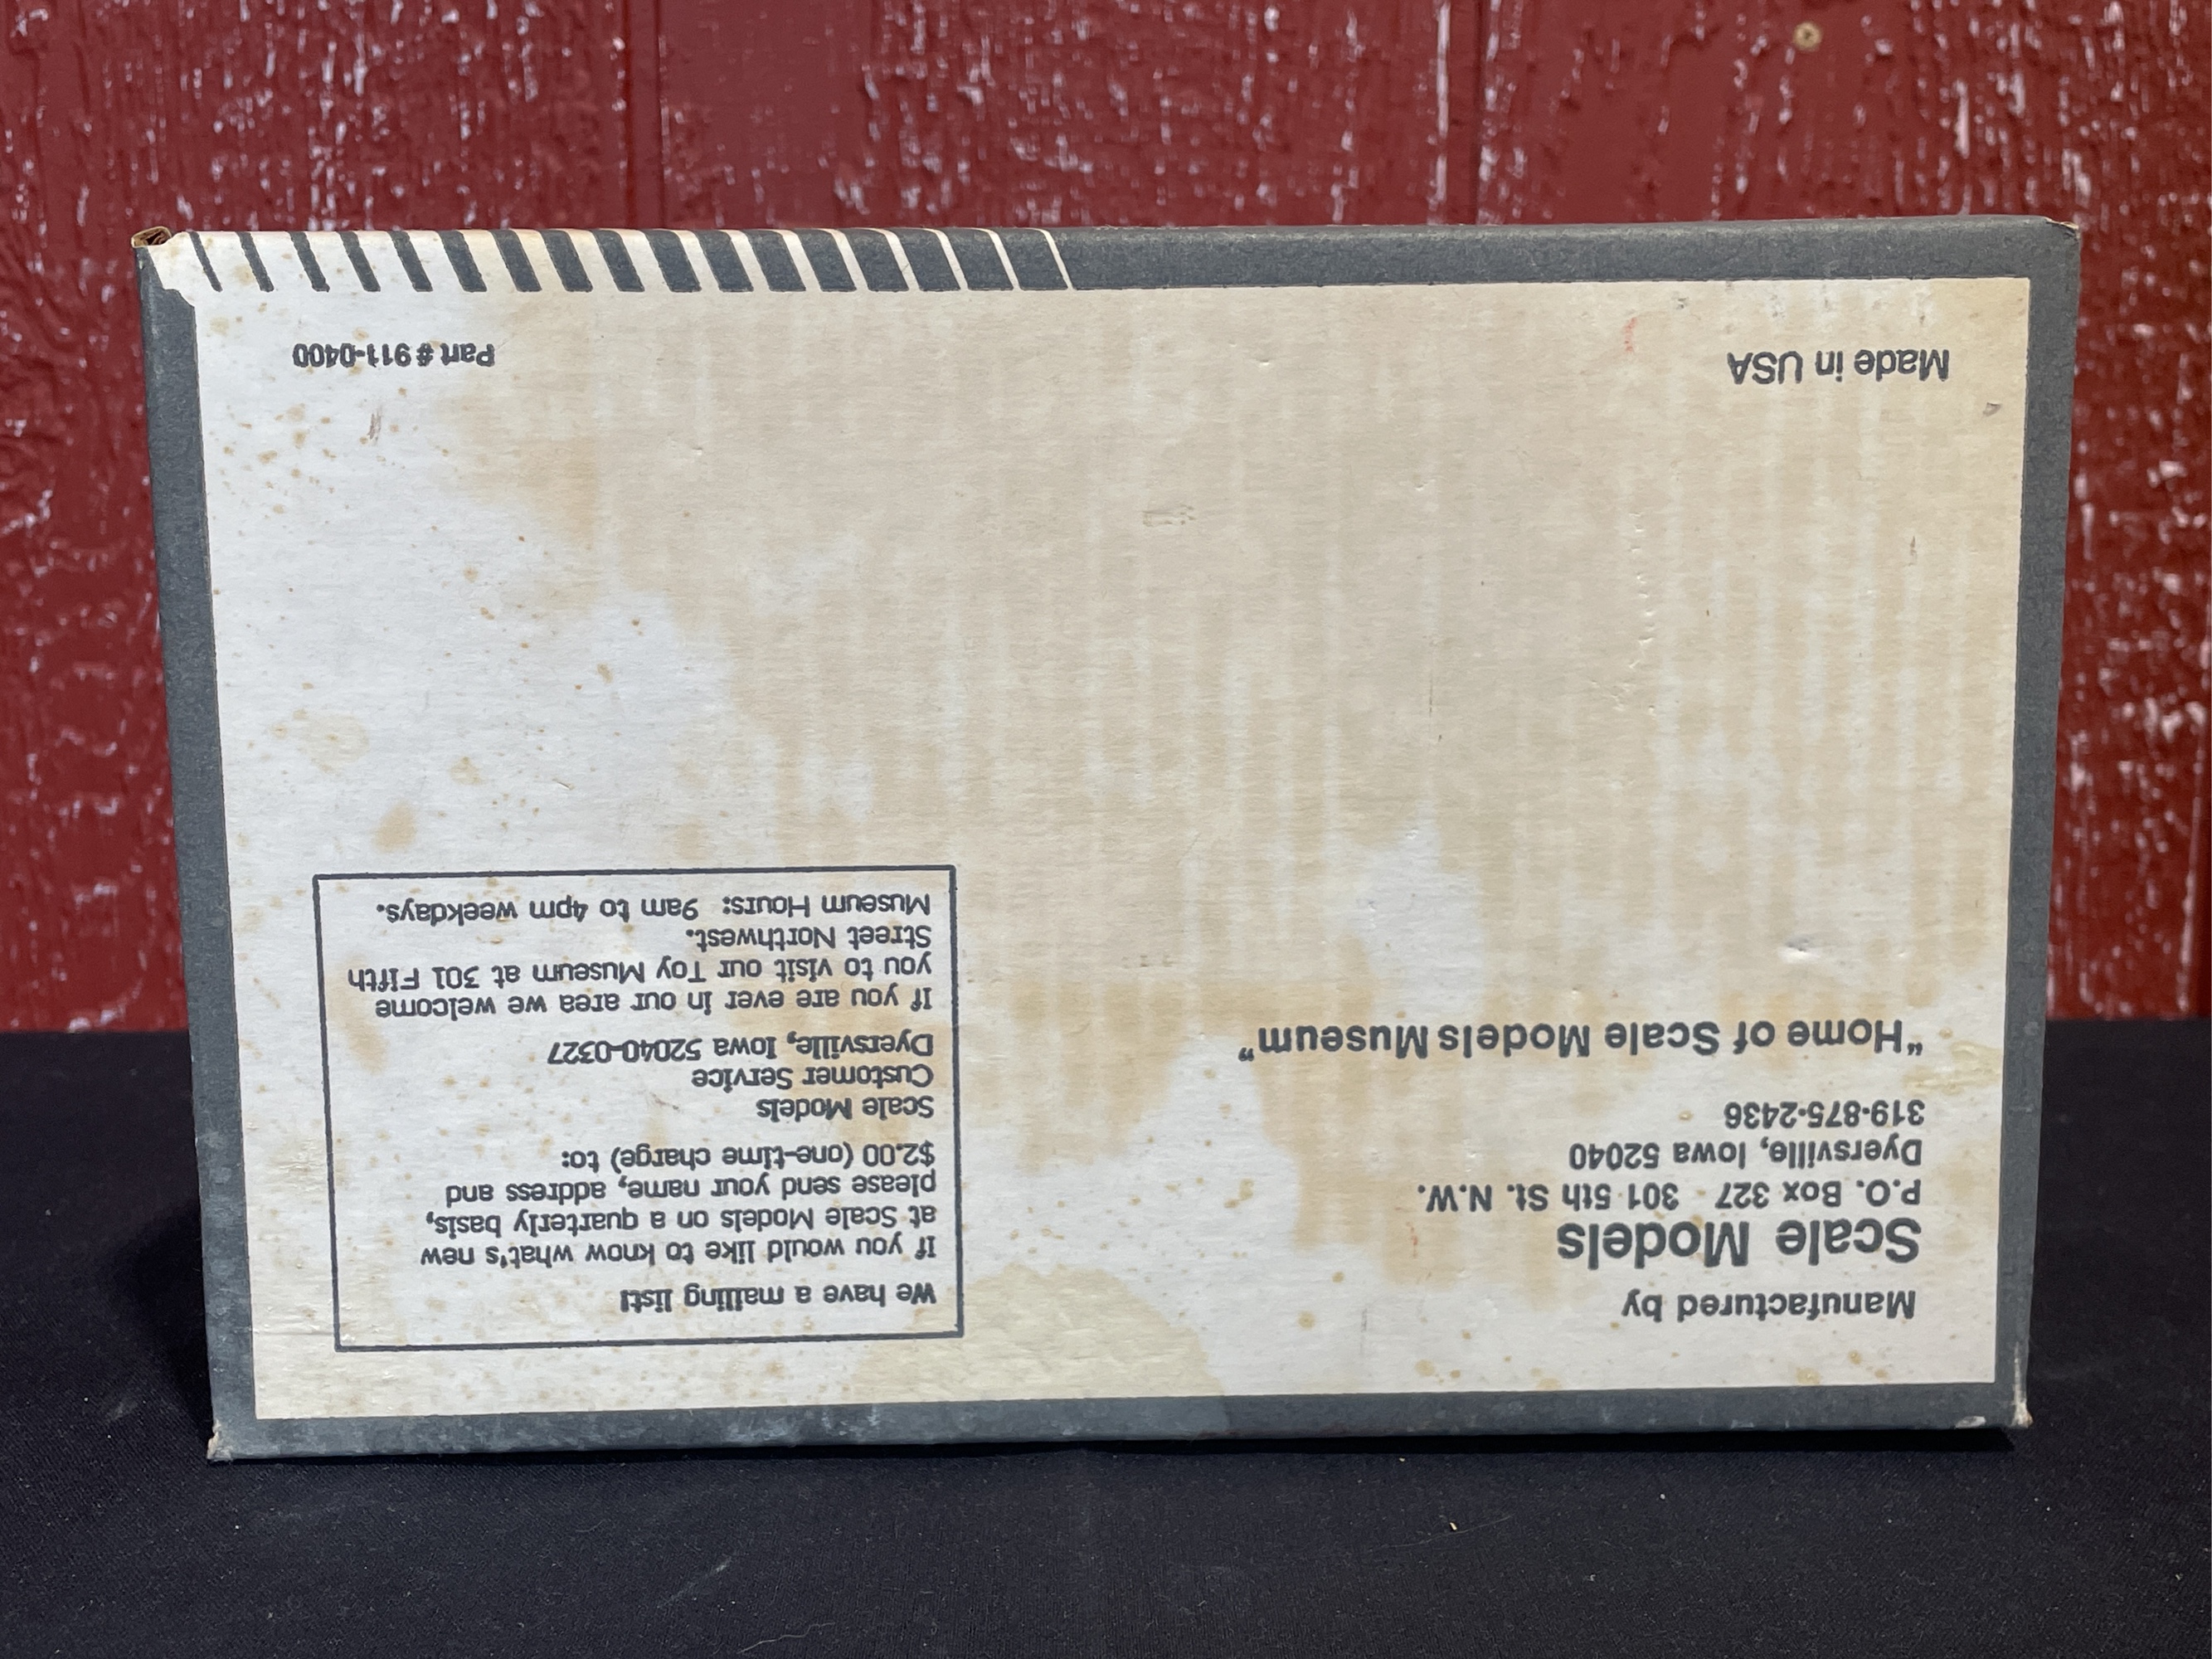 Manufactured by
Scale Models
P.O. Box 327 301 5th St. N.W.
Dyersville, Iowa 52040
319-875-2436
“Home of Scale Models Museum”
We have a mailing list!
If you would like to know what's new
at Scale Models on a quarterly basis,
please send your name, address and
$2.00 (one-time charge) to:
Scale Models
Customer Service
Dyersville, Iowa 52040-0327
If you are ever in our area we welcome
you to visit our Toy Museum at 301 Fifth
Street Northwest.
Museum Hours: 9am to 4pm weekdays.
Made in USA
Part # 911-0400